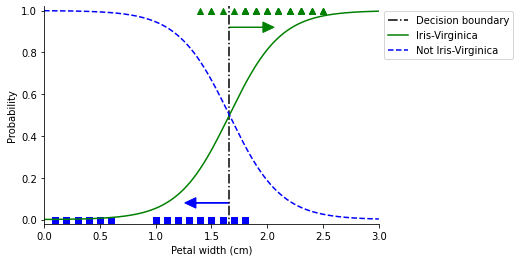 1.0
0.8
0.6
0.4
0.2
0.0
Probability
0.0 0.5 1.0 1.5 2.0 2.5 3.0
Petal width (cm)
Decision boundary
Iris-Virginica
Not Iris-Virginica